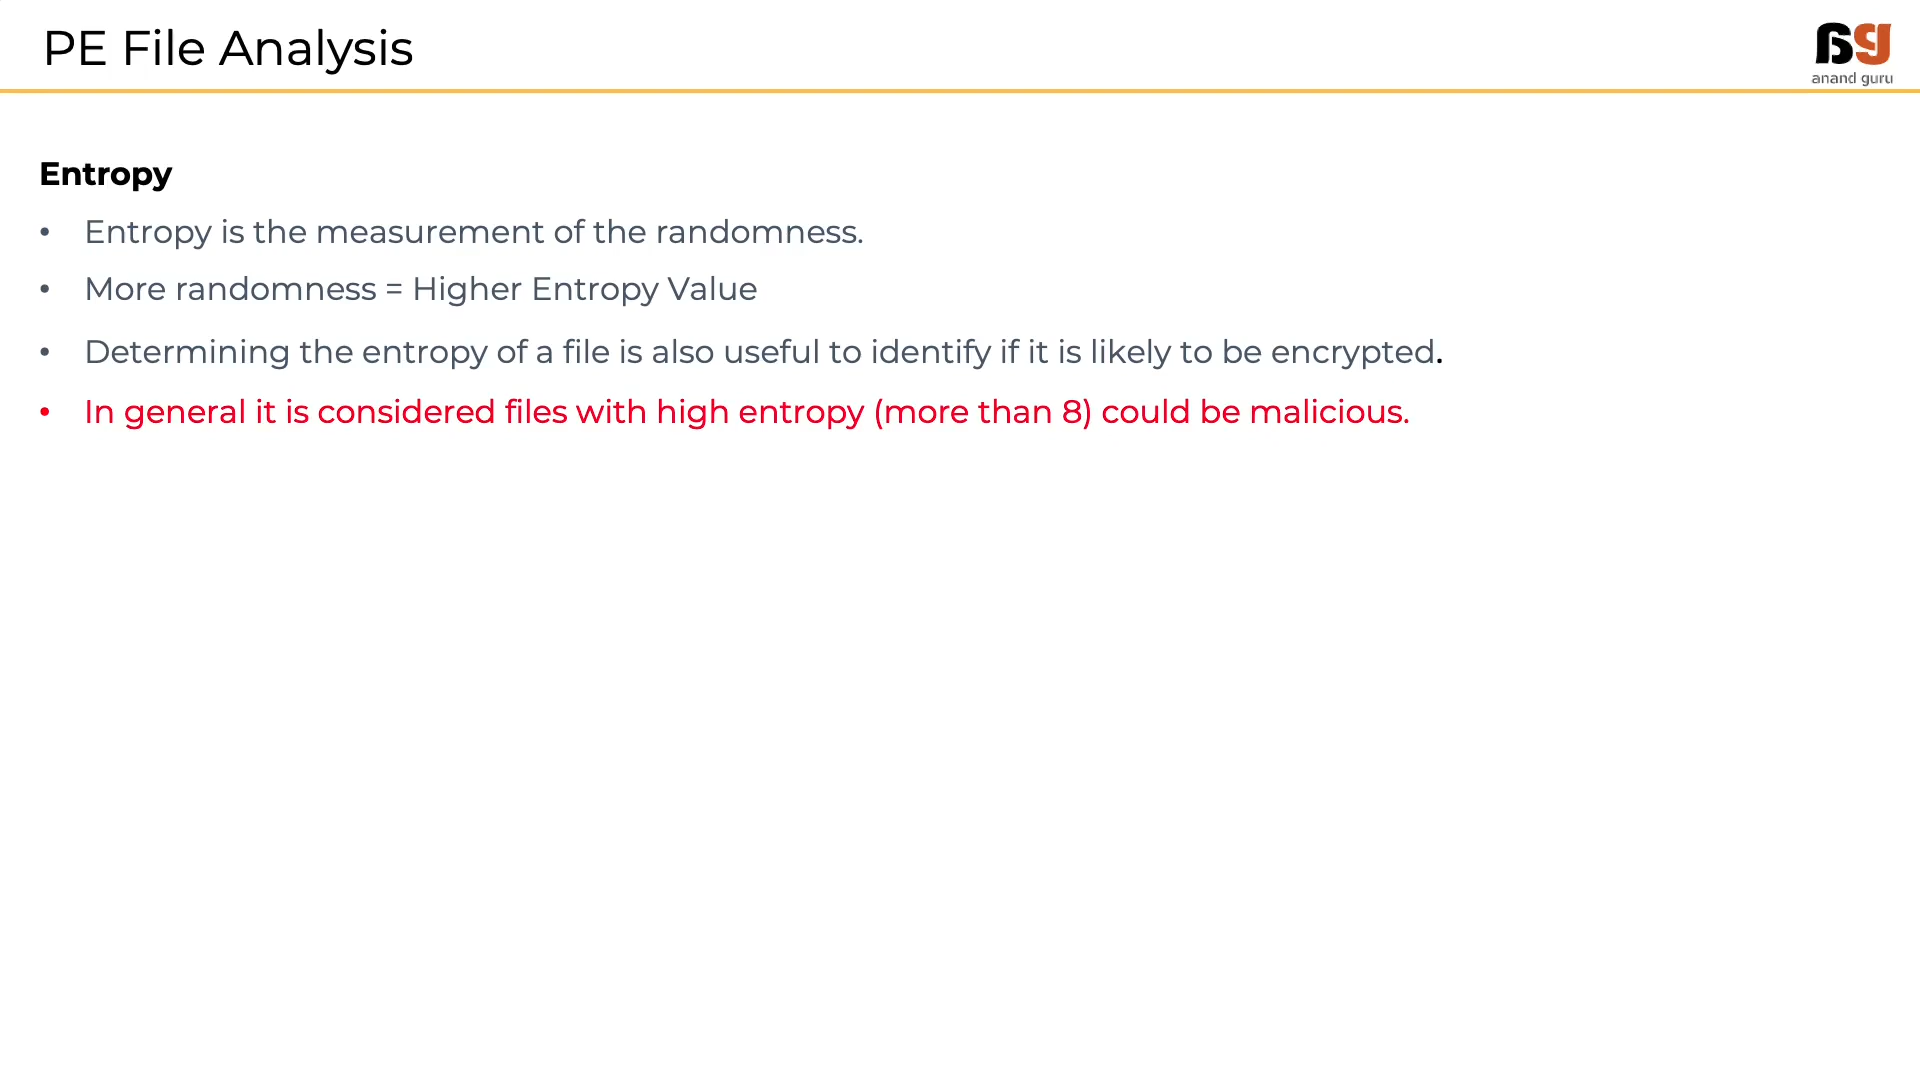 PE File Analysis
anand guru
Entropy
• Entropy is the measurement of the randomness.
• More randomness = Higher Entropy Value
• Determining the entropy of a file is also useful to identify if it is likely to be encrypted.
• In general it is considered files with high entropy (more than 8) could be malicious.